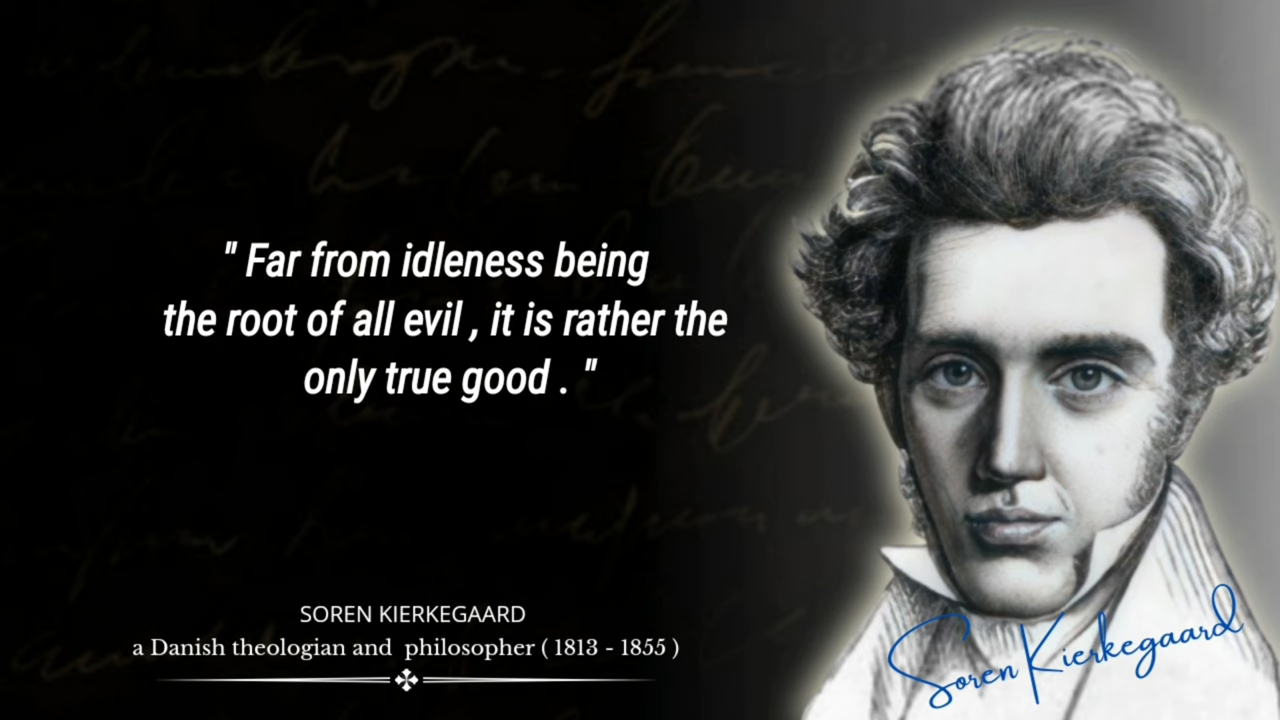 " Far from idleness being
the root of all evil , it is rather the
only true good . "
SOREN KIERKEGAARD
a Danish theologian and philosopher ( 1813 - 1855 )
Soren Kierkegaard